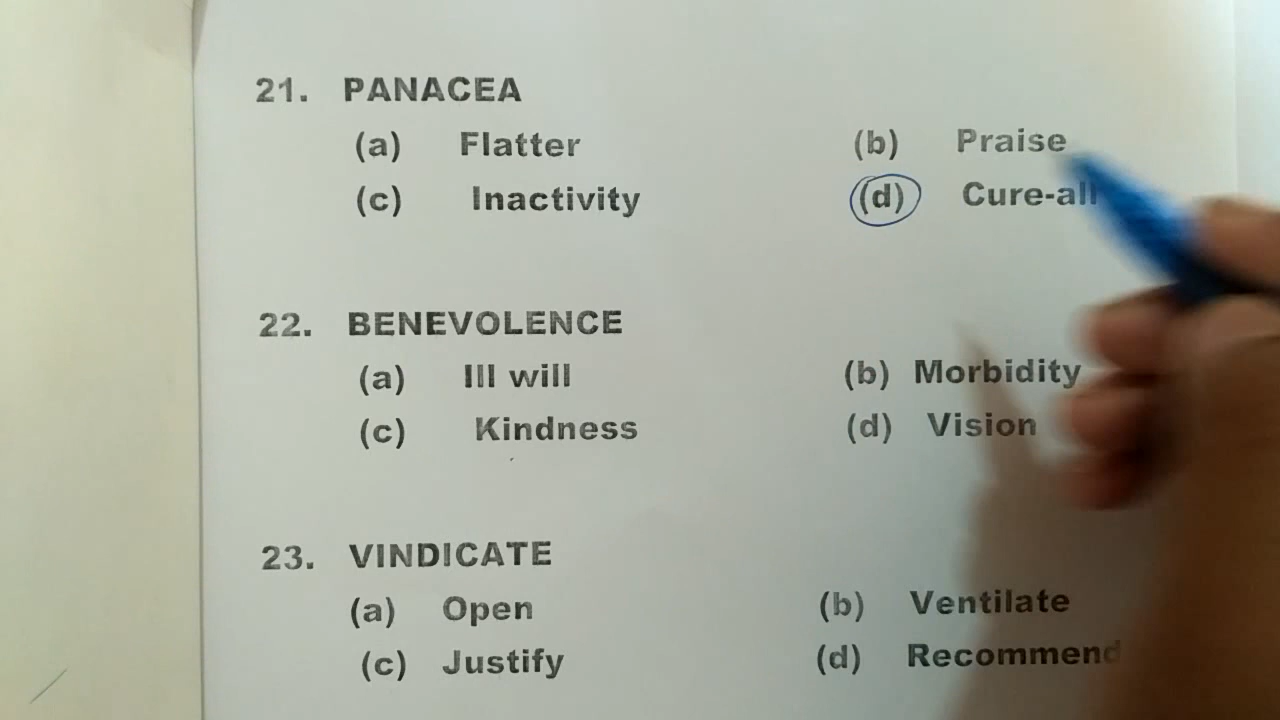 21. PANACEA
(a) Flatter (b) Praise
(c) Inactivity (d) Cure-all
22. BENEVOLENCE
(a) Ill will (b) Morbidity
(c) Kindness (d) Vision
23. VINDICATE
(a) Open (b) Ventilate
(c) Justify (d) Recommend